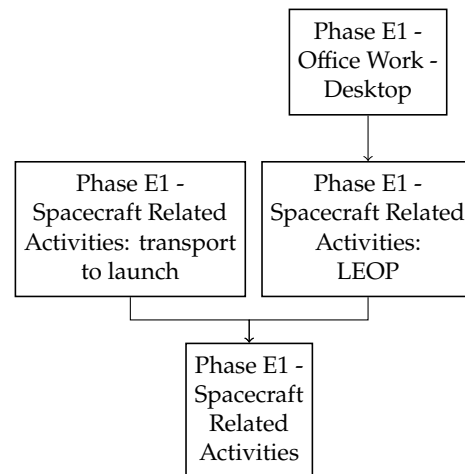 Phase E1 -
Office Work -
Desktop
Phase E1 -
Spacecraft Related
Activities: transport
to launch
Phase E1 -
Spacecraft Related
Activities:
LEOP
Phase E1 -
Spacecraft
Related
Activities